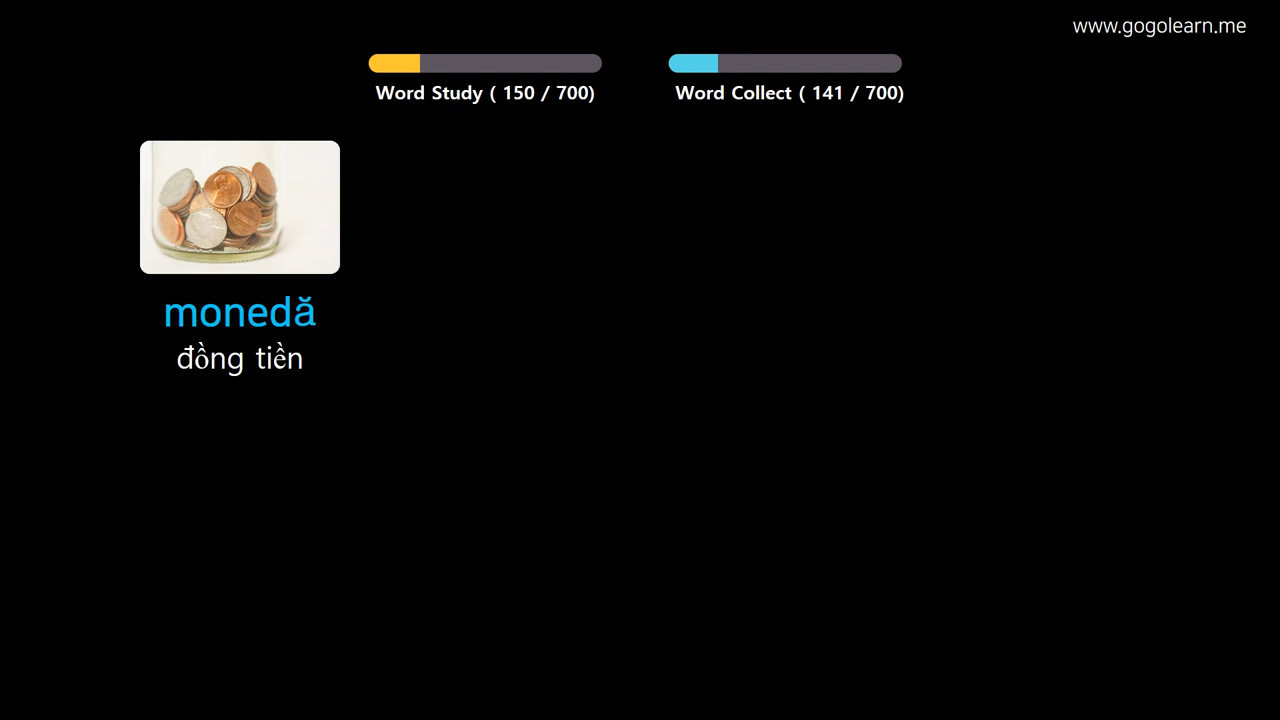 www.gogolearn.me
Word Study ( 150 / 700)
Word Collect ( 141 / 700)
monedă
đồng tiền